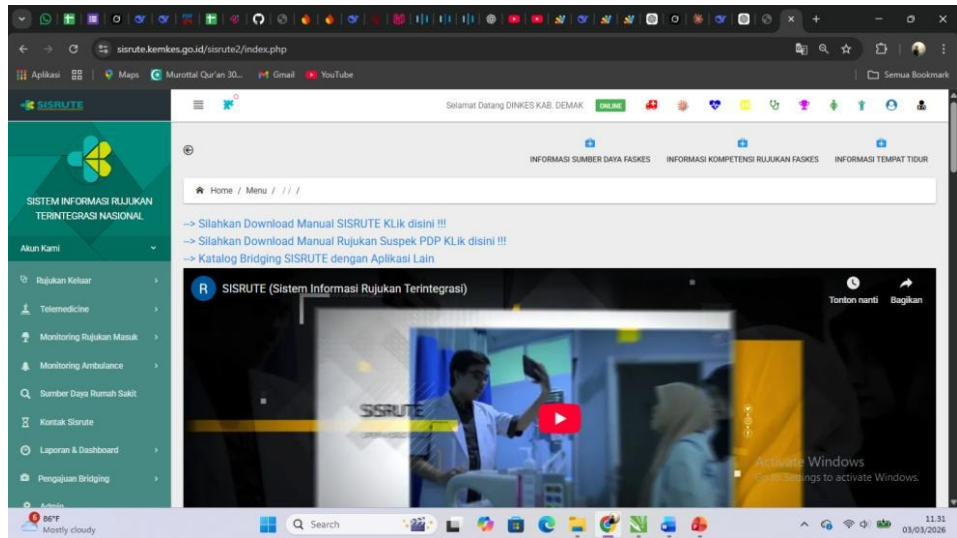 sisrute.kemkes.go.id/sisrute2/index.php
Aplikasi
Maps
Murottal Qur'an 30...
Gmail
YouTube
Semua Bookmark
SISRUTE
Selamat Datang DINKES KAB. DEMAK
ONLINE
SISTEM INFORMASI RUJUKAN
TERINTEGRASI NASIONAL
Akun Kami
Rujukan Keluar
Telemedicine
Monitoring Rujukan Masuk
Monitoring Ambulance
Sumber Daya Rumah Sakit
Kontak Sisrute
Laporan & Dashboard
Pengajuan Bridging
Admin
INFORMASI SUMBER DAYA FASKES
INFORMASI KOMPETENSI RUJUKAN FASKES
INFORMASI TEMPAT TIDUR
Home / Menu / / / /
--> Silahkan Download Manual SISRUTE KLik disini !!!
--> Silahkan Download Manual Rujukan Suspek PDP KLik disini !!!
--> Katalog Bridging SISRUTE dengan Aplikasi Lain
R
SISRUTE (Sistem Informasi Rujukan Terintegrasi)
Tonton nanti
Bagikan
SISRUTE
Activate Windows
Go to Settings to activate Windows.
6
86°F
Mostly cloudy
Search
11.31
03/03/2026